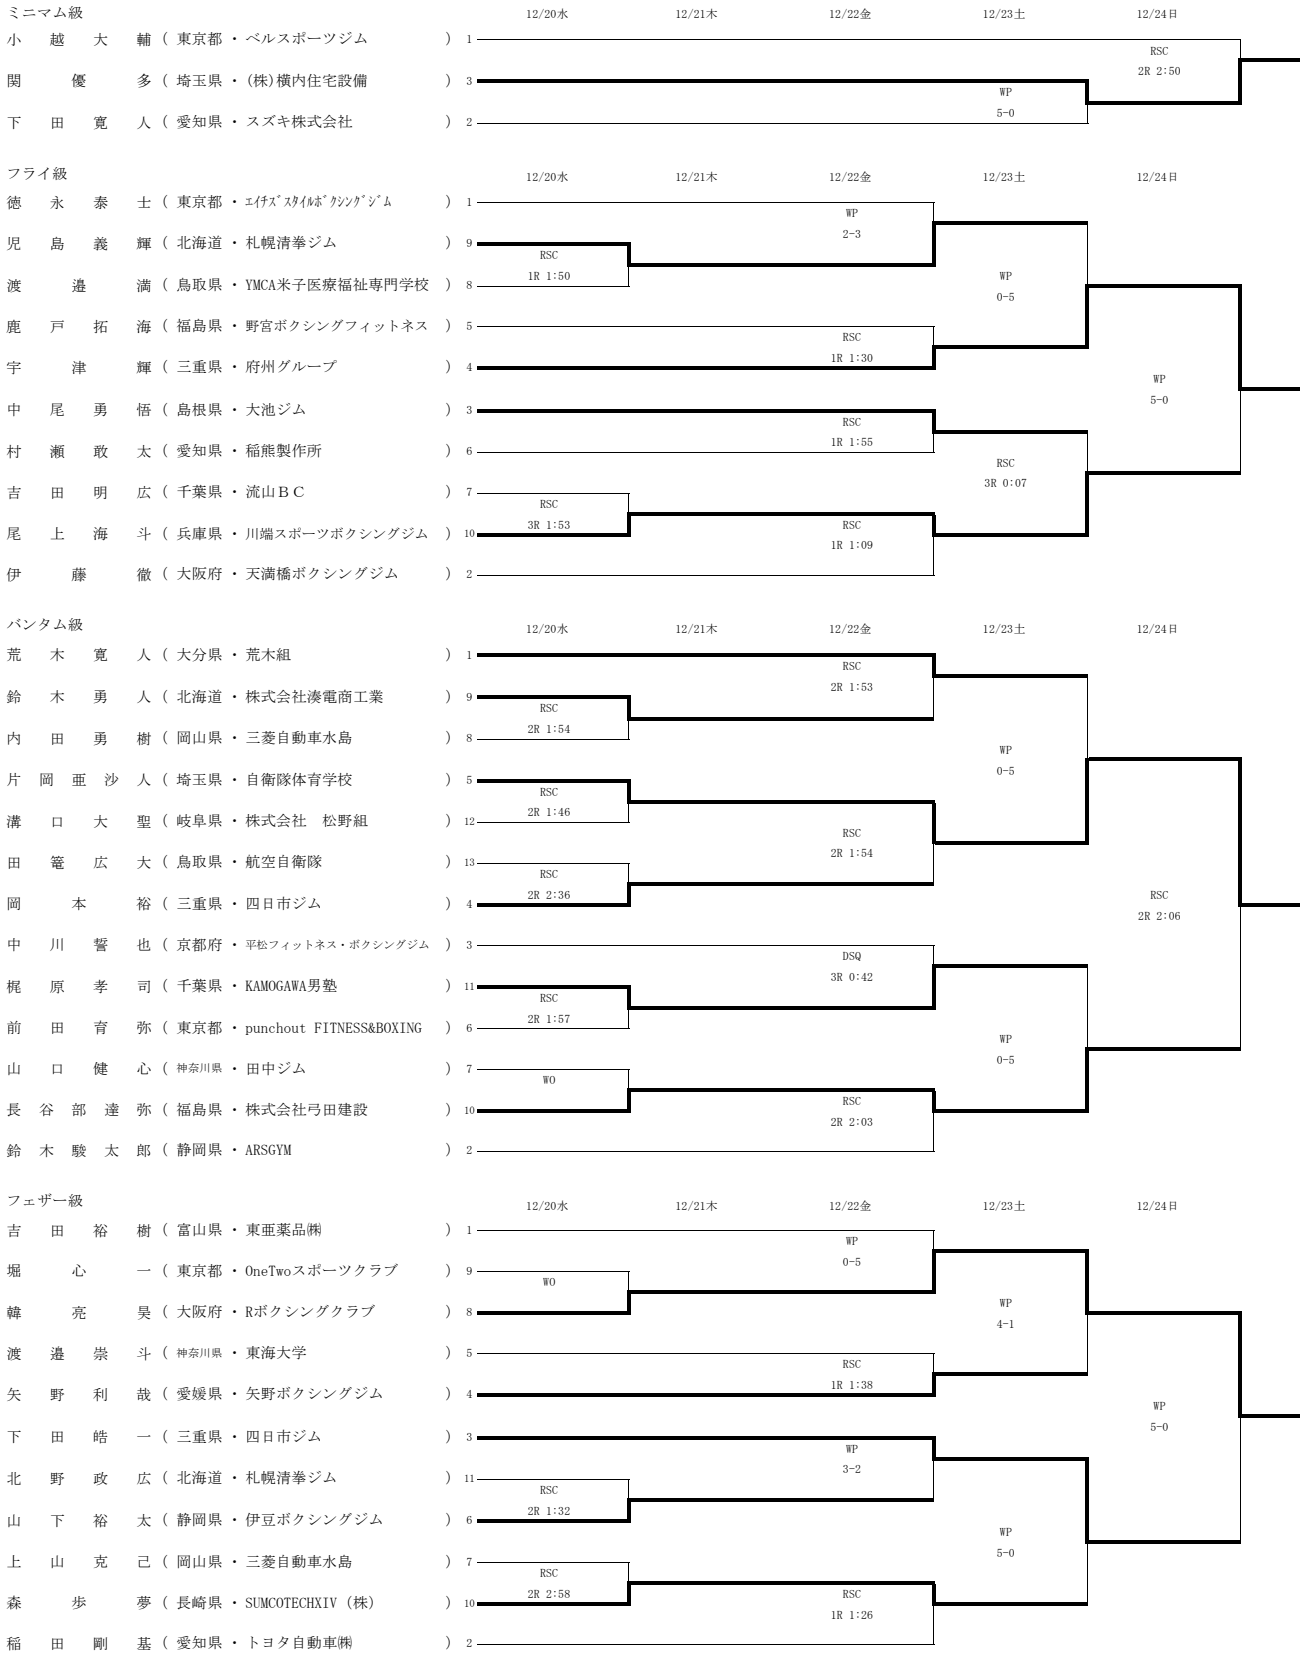 ミニマム級 12/20水 12/21木 12/22金 12/23土 12/24日
小越大輔 ( 東京都 ・ ベルスポーツジム ) 1
RSC
関優多 ( 埼玉県 ・ (株)横内住宅設備 ) 3 2R 2:50
WP
5-0
下田寛人 ( 愛知県 ・ スズキ株式会社 ) 2
フライ級 12/20水 12/21木 12/22金 12/23土 12/24日
徳永泰士 ( 東京都 ・ エイチズスタイルボクシングジム ) 1
WP
2-3
児島義輝 ( 北海道 ・ 札幌清拳ジム ) 9
RSC
1R 1:50 WP
渡邉満 ( 鳥取県 ・ YMCA米子医療福祉専門学校 ) 8
0-5
鹿戸拓海 ( 福島県 ・ 野宮ボクシングフィットネス ) 5
RSC
1R 1:30
宇津輝 ( 三重県 ・ 府州グループ ) 4
WP
5-0
中尾勇悟 ( 島根県 ・ 大池ジム ) 3
RSC
1R 1:55
村瀬敢太 ( 愛知県 ・ 稲熊製作所 ) 6
RSC
3R 0:07
吉田明広 ( 千葉県 ・ 流山ＢＣ ) 7
RSC
3R 1:53 RSC
尾上海斗 ( 兵庫県 ・ 川端スポーツボクシングジム ) 10
1R 1:09
伊藤徹 ( 大阪府 ・ 天満橋ボクシングジム ) 2
バンタム級 12/20水 12/21木 12/22金 12/23土 12/24日
荒木寛人 ( 大分県 ・ 荒木組 ) 1
RSC
2R 1:53
鈴木勇人 ( 北海道 ・ 株式会社湊電商工業 ) 9
RSC
2R 1:54
内田勇樹 ( 岡山県 ・ 三菱自動車水島 ) 8
WP
0-5
片岡亜沙人 ( 埼玉県 ・ 自衛隊体育学校 ) 5
RSC
2R 1:46
溝口大聖 ( 岐阜県 ・ 株式会社　松野組 ) 12
RSC
2R 1:54
田篭広大 ( 鳥取県 ・ 航空自衛隊 ) 13
RSC
2R 2:36 RSC
岡本裕 ( 三重県 ・ 四日市ジム ) 4
2R 2:06
中川誓也 ( 京都府 ・ 平松フィットネス・ボクシングジム ) 3
DSQ
3R 0:42
梶原孝司 ( 千葉県 ・ KAMOGAWA男塾 ) 11
RSC
2R 1:57
前田育弥 ( 東京都 ・ punchout FITNESS&BOXING ) 6
WP
0-5
山口健心 ( 神奈川県 ・ 田中ジム ) 7
WO
RSC
長谷部達弥 ( 福島県 ・ 株式会社弓田建設 ) 10
2R 2:03
鈴木駿太郎 ( 静岡県 ・ ARSGYM ) 2
フェザー級 12/20水 12/21木 12/22金 12/23土 12/24日
吉田裕樹 ( 富山県 ・ 東亜薬品㈱ ) 1
WP
0-5
堀心一 ( 東京都 ・ OneTwoスポーツクラブ ) 9
WO
WP
韓亮昊 ( 大阪府 ・ Rボクシングクラブ ) 8
4-1
渡邉崇斗 ( 神奈川県 ・ 東海大学 ) 5
RSC
1R 1:38
矢野利哉 ( 愛媛県 ・ 矢野ボクシングジム ) 4
WP
5-0
下田皓一 ( 三重県 ・ 四日市ジム ) 3
WP
3-2
北野政広 ( 北海道 ・ 札幌清拳ジム ) 11
RSC
2R 1:32
山下裕太 ( 静岡県 ・ 伊豆ボクシングジム ) 6
WP
5-0
上山克己 ( 岡山県 ・ 三菱自動車水島 ) 7
RSC
2R 2:58 RSC
森歩夢 ( 長崎県 ・ SUMCOTECHXIV（株） ) 10
1R 1:26
稲田剛基 ( 愛知県 ・ トヨタ自動車㈱ ) 2